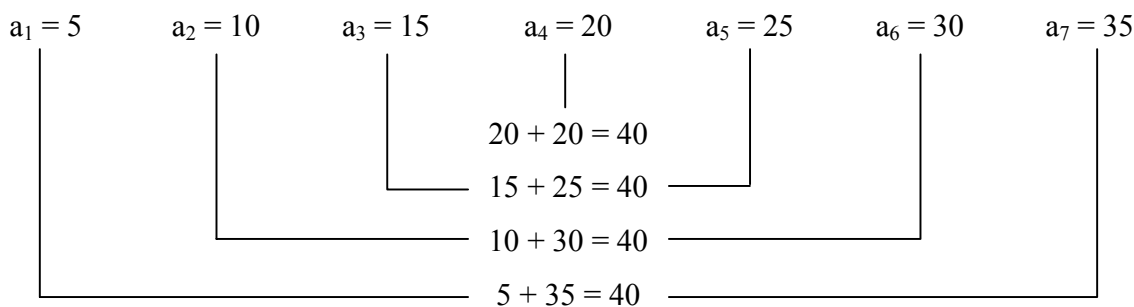 a₁ = 5 a₂ = 10 a₃ = 15 a₄ = 20 a₅ = 25 a₆ = 30 a₇ = 35
20 + 20 = 40
15 + 25 = 40
10 + 30 = 40
5 + 35 = 40